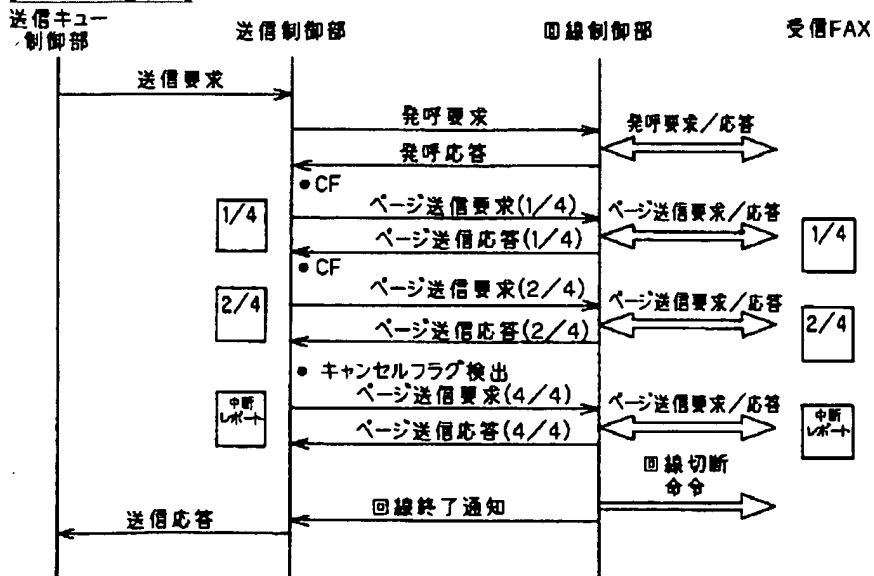 送信キュー
制御部
送信制御部
回線制御部
受信FAX
送信要求
発呼要求
発呼要求/応答
発呼応答
●CF
1/4
ページ送信要求(1/4)
ページ送信要求/応答
1/4
ページ送信応答(1/4)
●CF
2/4
ページ送信要求(2/4)
ページ送信要求/応答
2/4
ページ送信応答(2/4)
● キャンセルフラグ検出
中断
レポート
ページ送信要求(4/4)
ページ送信要求/応答
中断
レポート
ページ送信応答(4/4)
回線切断
命令
回線終了通知
送信応答